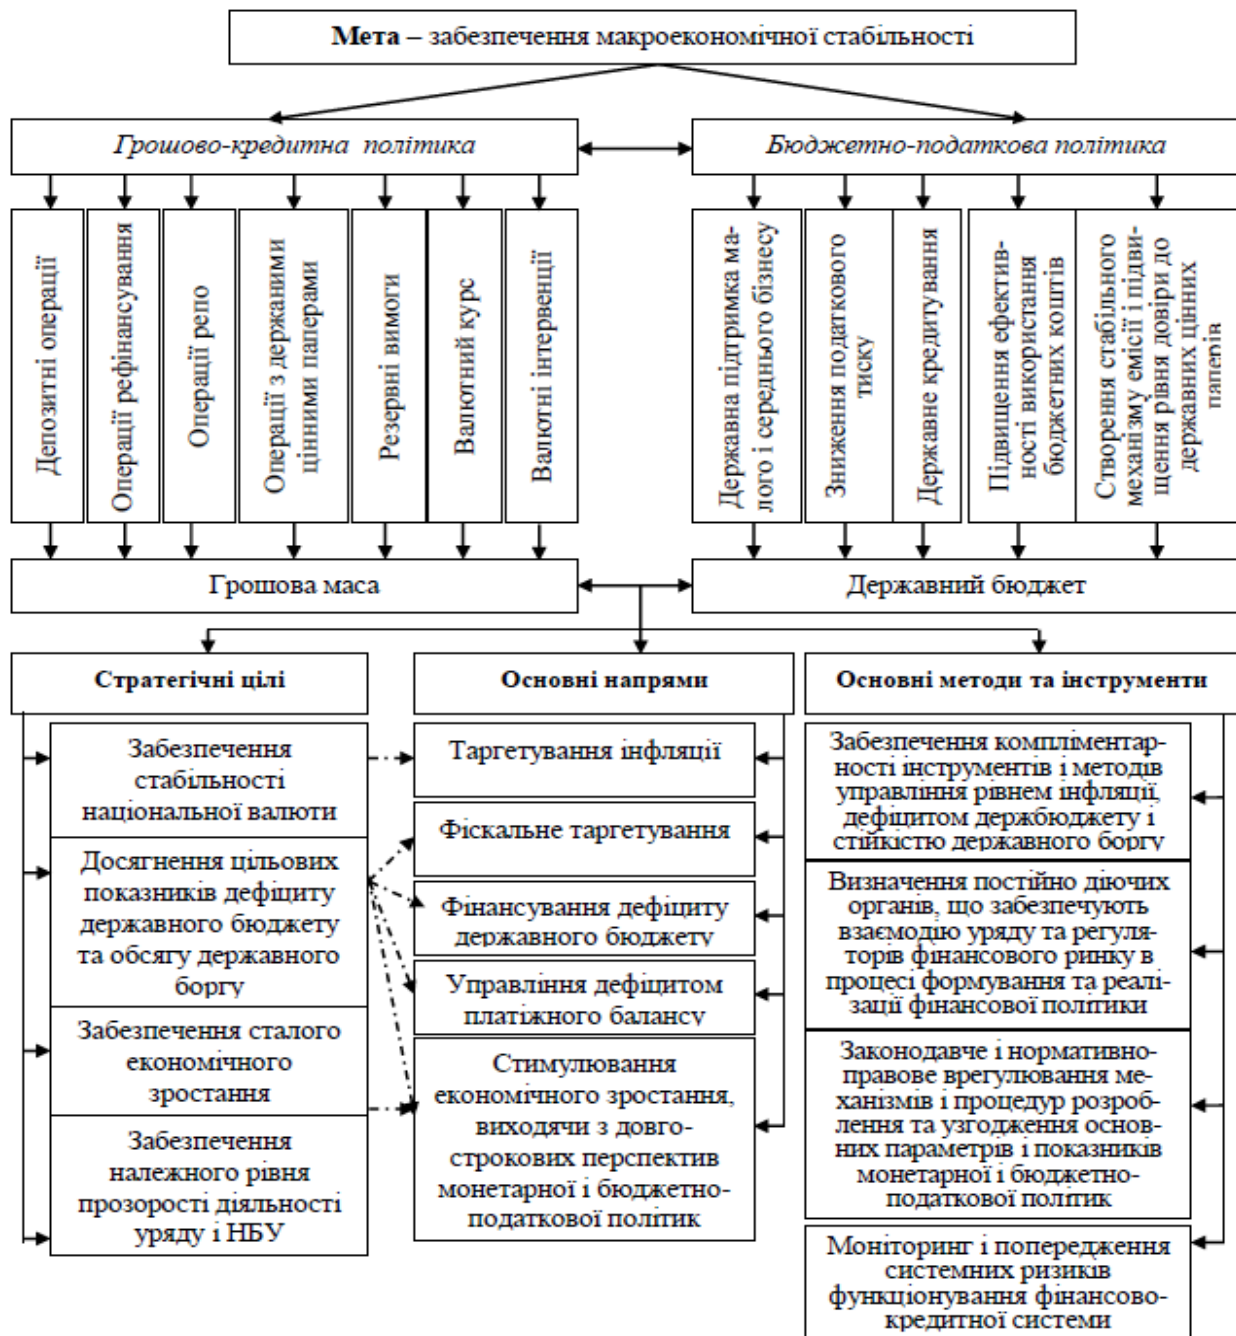 Мета – забезпечення макроекономічної стабільності
Грошово-кредитна політика
Бюджетно-податкова політика
Депозитні операції
Операції рефінансування
Операції репо
Операції з держаними
цінними паперами
Резервні вимоги
Валютний курс
Валютні інтервенції
Державна підтримка ма-
лого і середнього бізнесу
Зниження податкового
тиску
Державне кредитування
Підвищення ефектив-
ності використання
бюджетних коштів
Створення стабільного
механізму емісії і підви-
щення рівня довіри до
державних цінних
паперів
Грошова маса
Державний бюджет
Стратегічні цілі
Забезпечення
стабільності
національної валюти
Досягнення цільових
показників дефіциту
державного бюджету
та обсягу державного
боргу
Забезпечення сталого
економічного
зростання
Забезпечення
належного рівня
прозорості діяльності
уряду і НБУ
Основні напрями
Таргетування інфляції
Фіскальне таргетування
Фінансування дефіциту
державного бюджету
Управління дефіцитом
платіжного балансу
Стимулювання
економічного зростання,
виходячи з довго-
строкових перспектив
монетарної і бюджетно-
податкової політик
Основні методи та інструменти
Забезпечення компліментар-
ності інструментів і методів
управління рівнем інфляції,
дефіцитом держбюджету і
стійкістю державного боргу
Визначення постійно діючих
органів, що забезпечують
взаємодію уряду та регуля-
торів фінансового ринку в
процесі формування та реалі-
зації фінансової політики
Законодавче і нормативно-
правове врегулювання ме-
ханізмів і процедур розроб-
лення та узгодження основ-
них параметрів і показників
монетарної і бюджетно-
податкової політик
Моніторинг і попередження
системних ризиків
функціонування фінансово-
кредитної системи